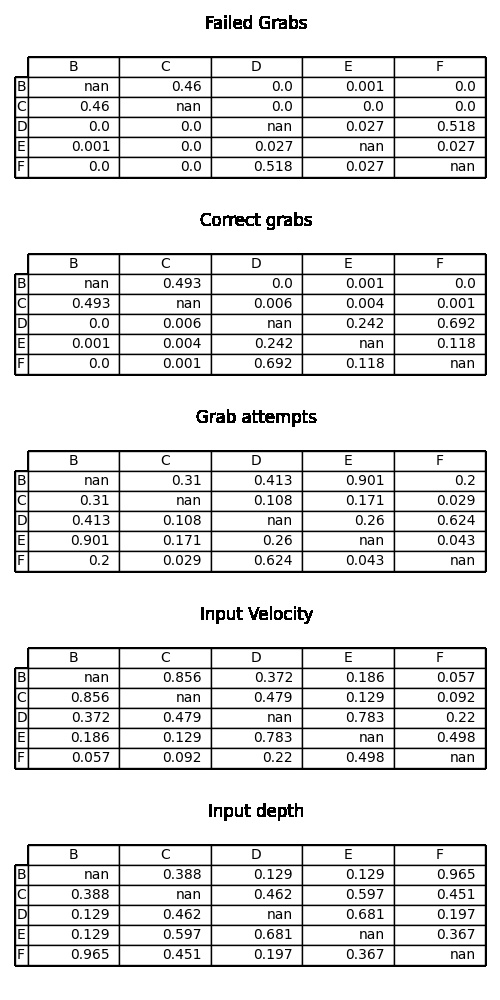 Failed Grabs
B C D E F
B nan 0.46 0.0 0.001 0.0
C 0.46 nan 0.0 0.0 0.0
D 0.0 0.0 nan 0.027 0.518
E 0.001 0.0 0.027 nan 0.027
F 0.0 0.0 0.518 0.027 nan
Correct grabs
B C D E F
B nan 0.493 0.0 0.001 0.0
C 0.493 nan 0.006 0.004 0.001
D 0.0 0.006 nan 0.242 0.692
E 0.001 0.004 0.242 nan 0.118
F 0.0 0.001 0.692 0.118 nan
Grab attempts
B C D E F
B nan 0.31 0.413 0.901 0.2
C 0.31 nan 0.108 0.171 0.029
D 0.413 0.108 nan 0.26 0.624
E 0.901 0.171 0.26 nan 0.043
F 0.2 0.029 0.624 0.043 nan
Input Velocity
B C D E F
B nan 0.856 0.372 0.186 0.057
C 0.856 nan 0.479 0.129 0.092
D 0.372 0.479 nan 0.783 0.22
E 0.186 0.129 0.783 nan 0.498
F 0.057 0.092 0.22 0.498 nan
Input depth
B C D E F
B nan 0.388 0.129 0.129 0.965
C 0.388 nan 0.462 0.597 0.451
D 0.129 0.462 nan 0.681 0.197
E 0.129 0.597 0.681 nan 0.367
F 0.965 0.451 0.197 0.367 nan